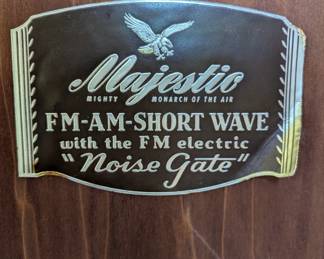 Majestic
MIGHTY MONARCH OF THE AIR
FM-AM-SHORT WAVE
with the FM electric
"Noise Gate"